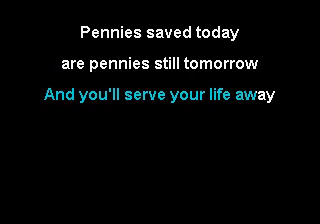 Pennies saved today
are pennies still tomorrow
And you'll serve your life away